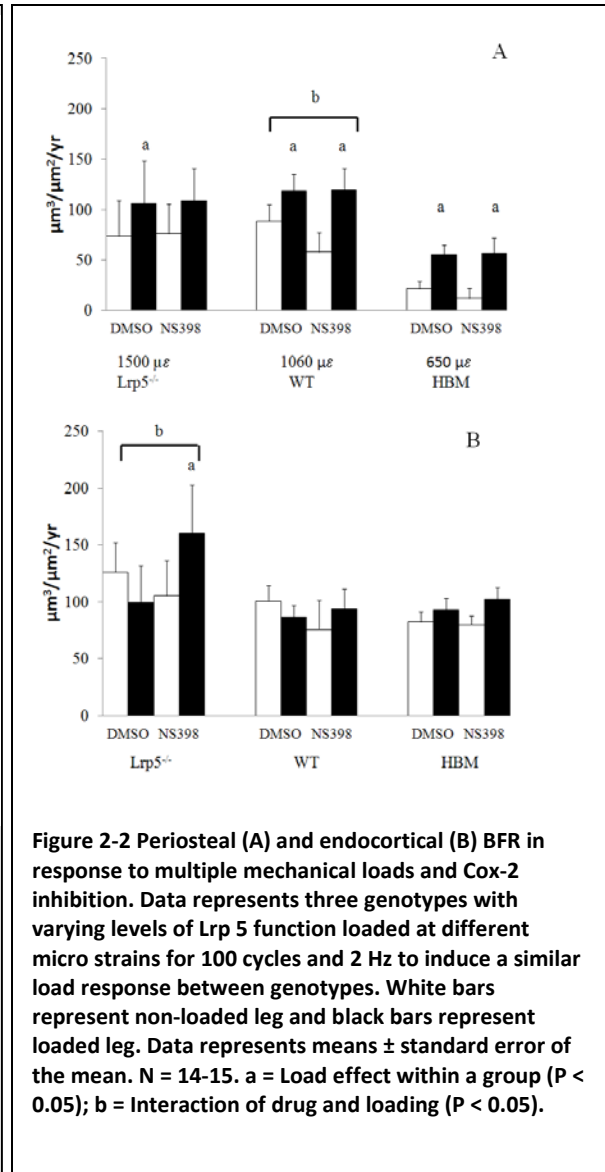 A
250
200
150
100
50
0
µm³/µm²/yr
b
a a a a a
DMSO NS398 DMSO NS398 DMSO NS398
1500 µε 1060 µε 650 µε
Lrp5⁻/⁻ WT HBM
B
250
200
150
100
50
0
µm³/µm²/yr
b
a
DMSO NS398 DMSO NS398 DMSO NS398
Lrp5⁻/⁻ WT HBM
Figure 2-2 Periosteal (A) and endocortical (B) BFR in
response to multiple mechanical loads and Cox-2
inhibition. Data represents three genotypes with
varying levels of Lrp 5 function loaded at different
micro strains for 100 cycles and 2 Hz to induce a similar
load response between genotypes. White bars
represent non-loaded leg and black bars represent
loaded leg. Data represents means ± standard error of
the mean. N = 14-15. a = Load effect within a group (P <
0.05); b = Interaction of drug and loading (P < 0.05).